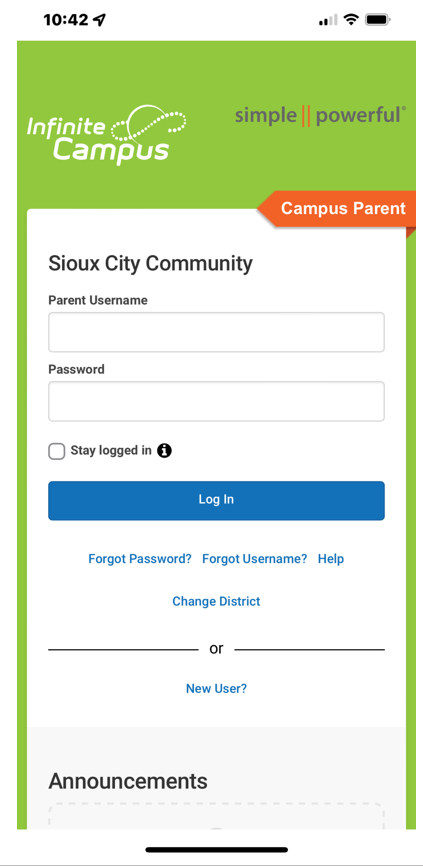 10:42
Infinite Campus
simple || powerful®
Campus Parent
Sioux City Community
Parent Username
Password
Stay logged in
Log In
Forgot Password? Forgot Username? Help
Change District
or
New User?
Announcements